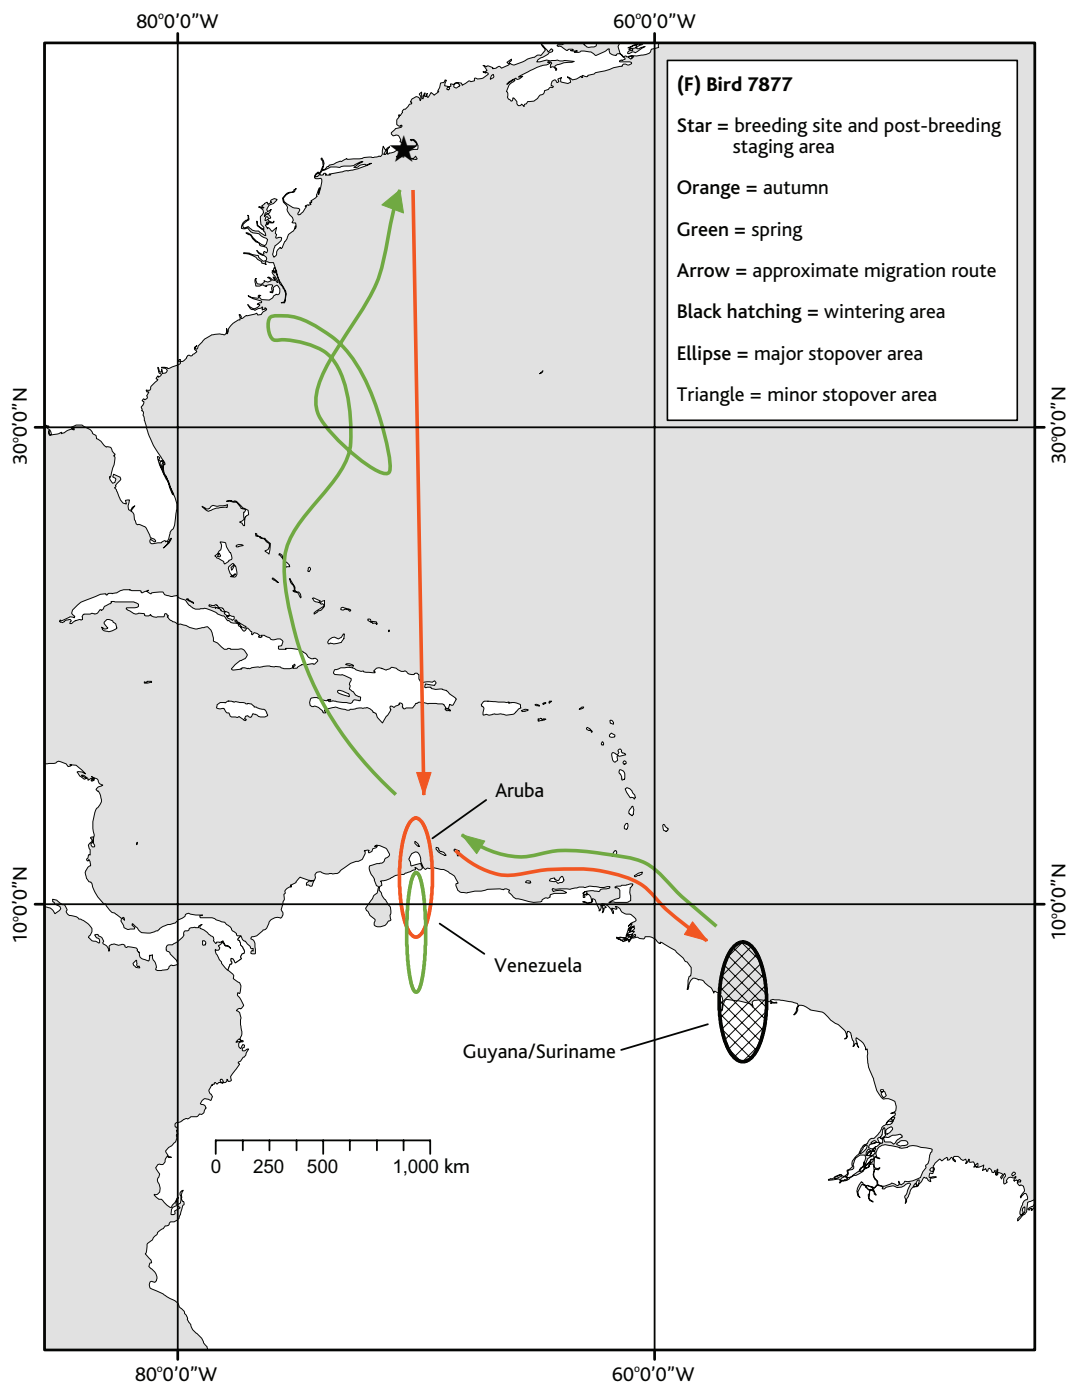 80°0'0"W
60°0'0"W
(F) Bird 7877
Star = breeding site and post-breeding
staging area
Orange = autumn
Green = spring
Arrow = approximate migration route
Black hatching = wintering area
Ellipse = major stopover area
Triangle = minor stopover area
30°0'0"N
30°0'0"N
Aruba
10°0'0"N
10°0'0"N
Venezuela
Guyana/Suriname
0 250 500 1,000 km
80°0'0"W
60°0'0"W